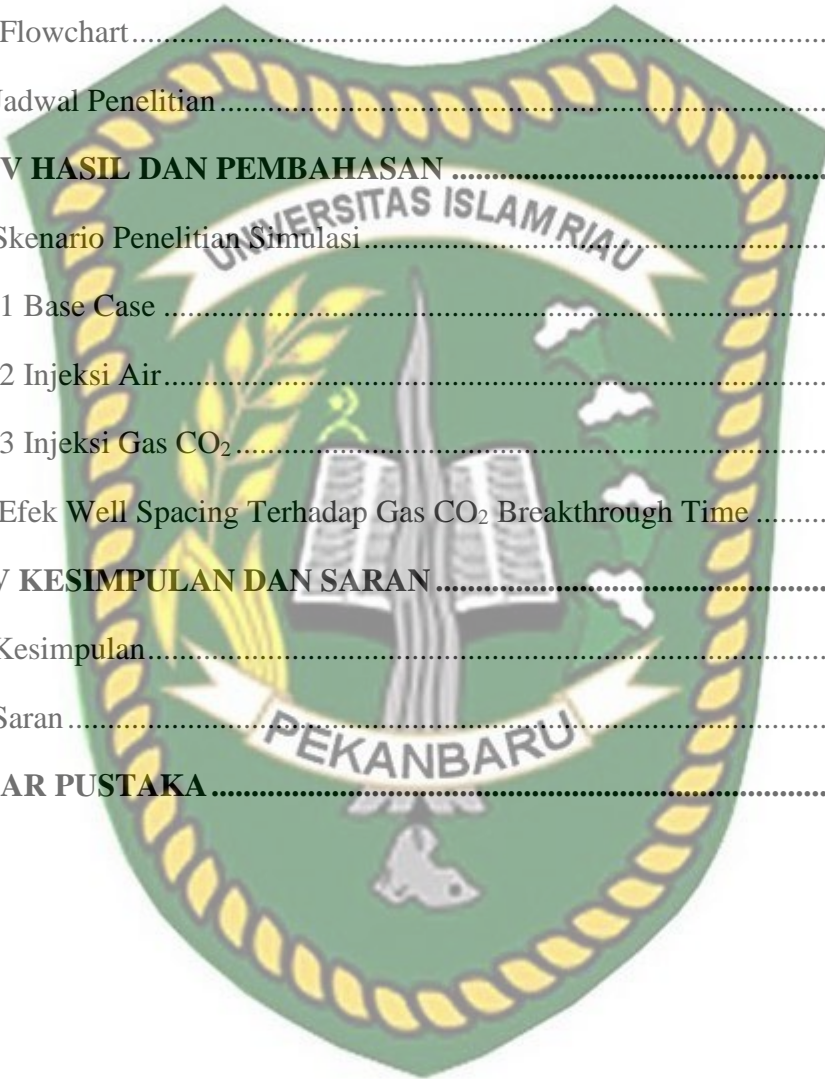 Flowchart
Jadwal Penelitian
V HASIL DAN PEMBAHASAN
Skenario Penelitian Simulasi
UNIVERSITAS ISLAM RIAU
1 Base Case
2 Injeksi Air
3 Injeksi Gas CO₂
Efek Well Spacing Terhadap Gas CO₂ Breakthrough Time
V KESIMPULAN DAN SARAN
Kesimpulan
Saran
PEKANBARU
AR PUSTAKA